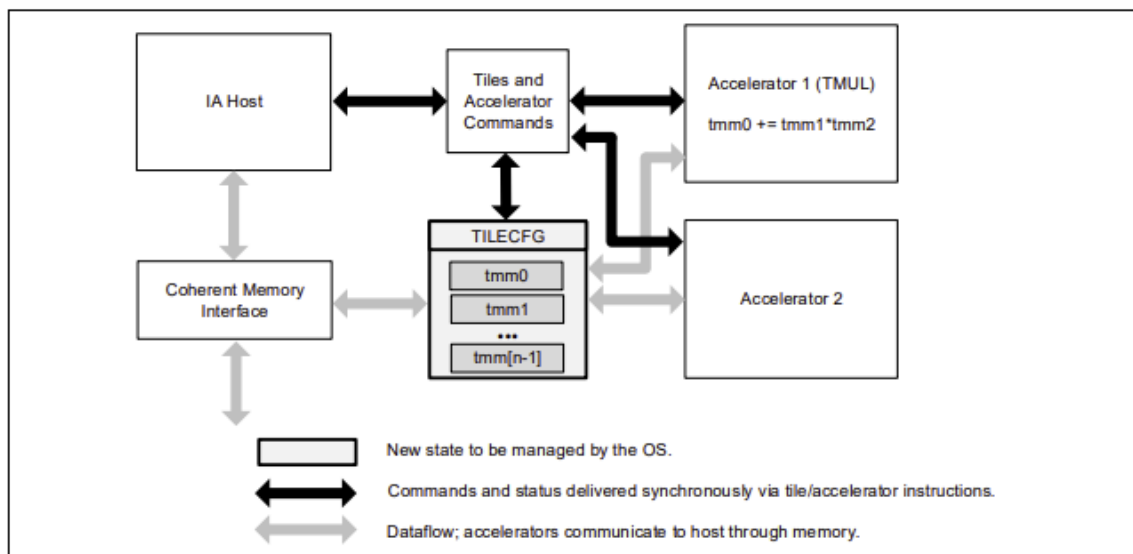 IA Host
Tiles and
Accelerator
Commands
Accelerator 1 (TMUL)
tmm0 += tmm1*tmm2
TILECFG
tmm0
tmm1
...
tmm[n-1]
Coherent Memory
Interface
Accelerator 2
New state to be managed by the OS.
Commands and status delivered synchronously via tile/accelerator instructions.
Dataflow; accelerators communicate to host through memory.